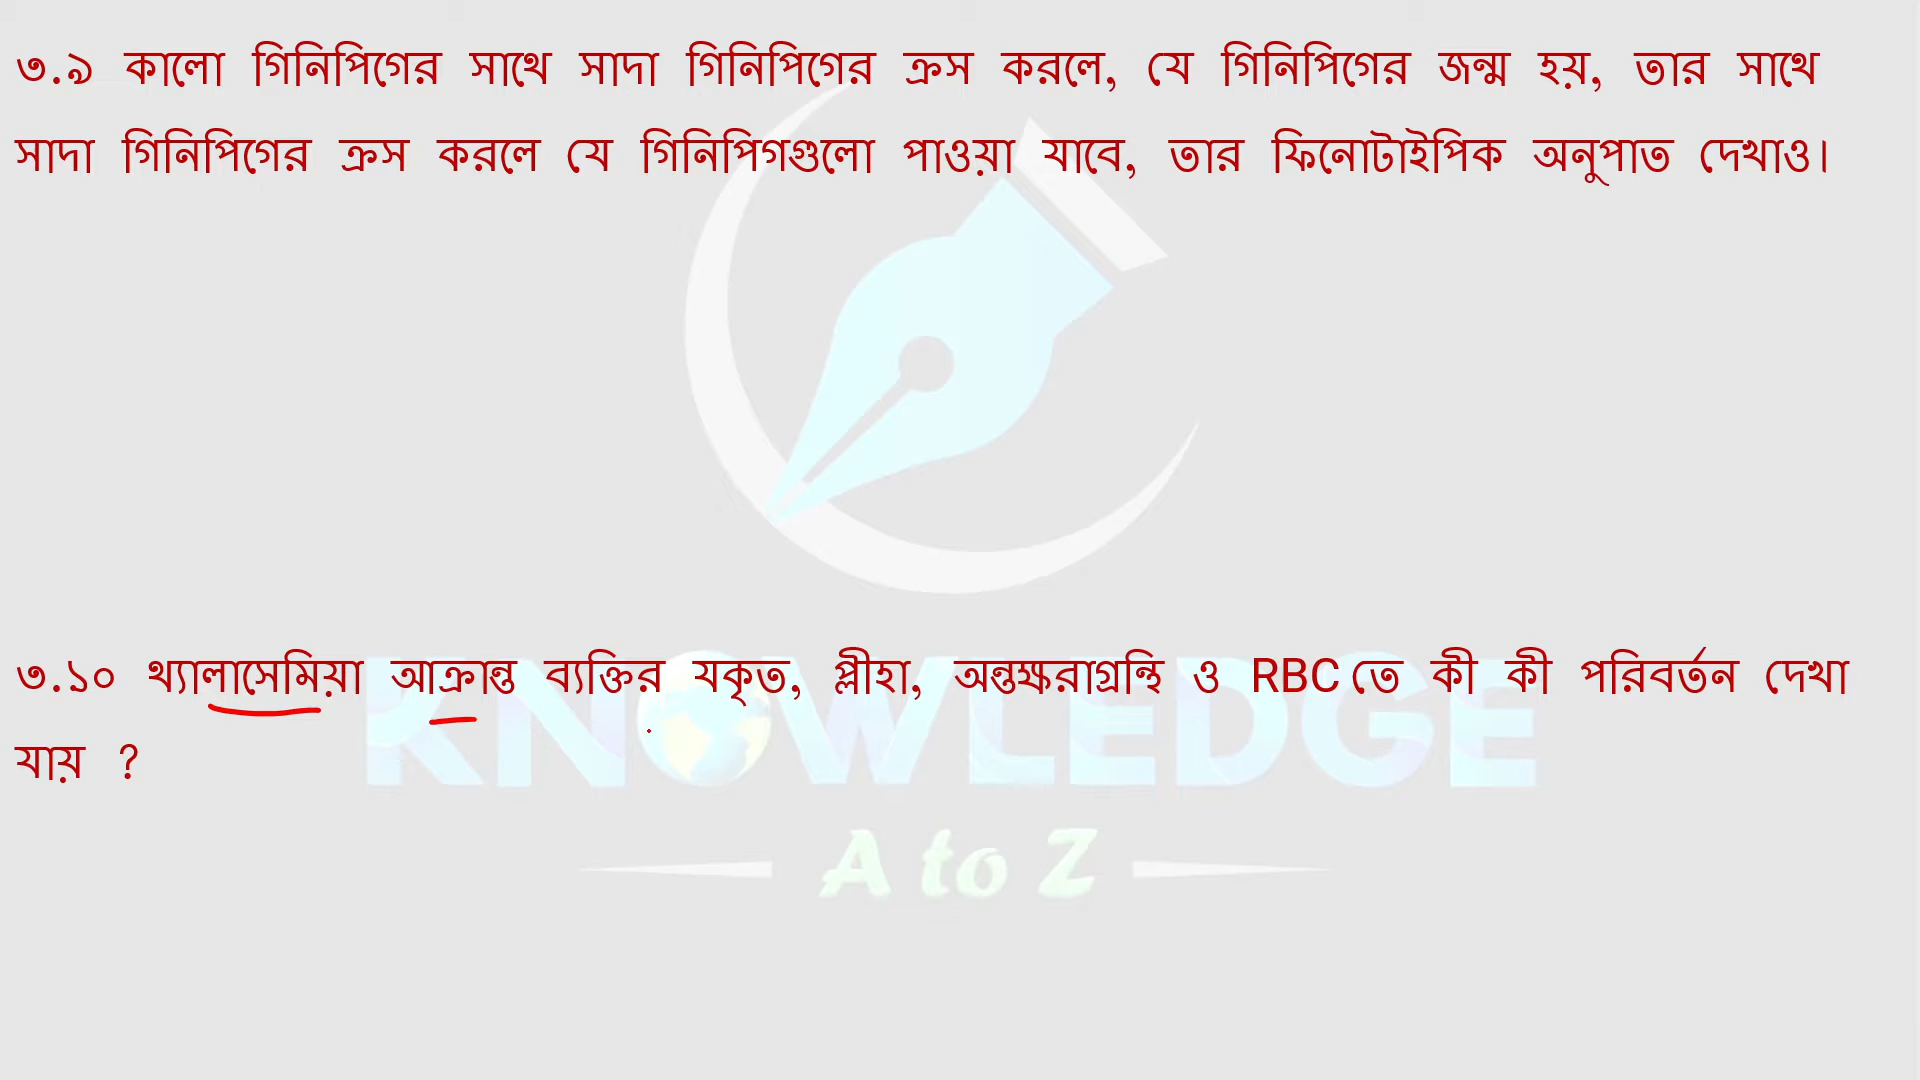 ৩.৯ কালো গিনিপিগের সাথে সাদা গিনিপিগের ক্রস করলে, যে গিনিপিগের জন্ম হয়, তার সাথে
সাদা গিনিপিগের ক্রস করলে যে গিনিপিগগুলো পাওয়া যাবে, তার ফিনোটাইপিক অনুপাত দেখাও।
৩.১০ থ্যালাসেমিয়া আক্রান্ত ব্যক্তির যকৃত, প্লীহা, অন্তক্ষরাগ্রন্থি ও RBC তে কী কী পরিবর্তন দেখা
যায় ?
KNOWLEDGE
A to Z